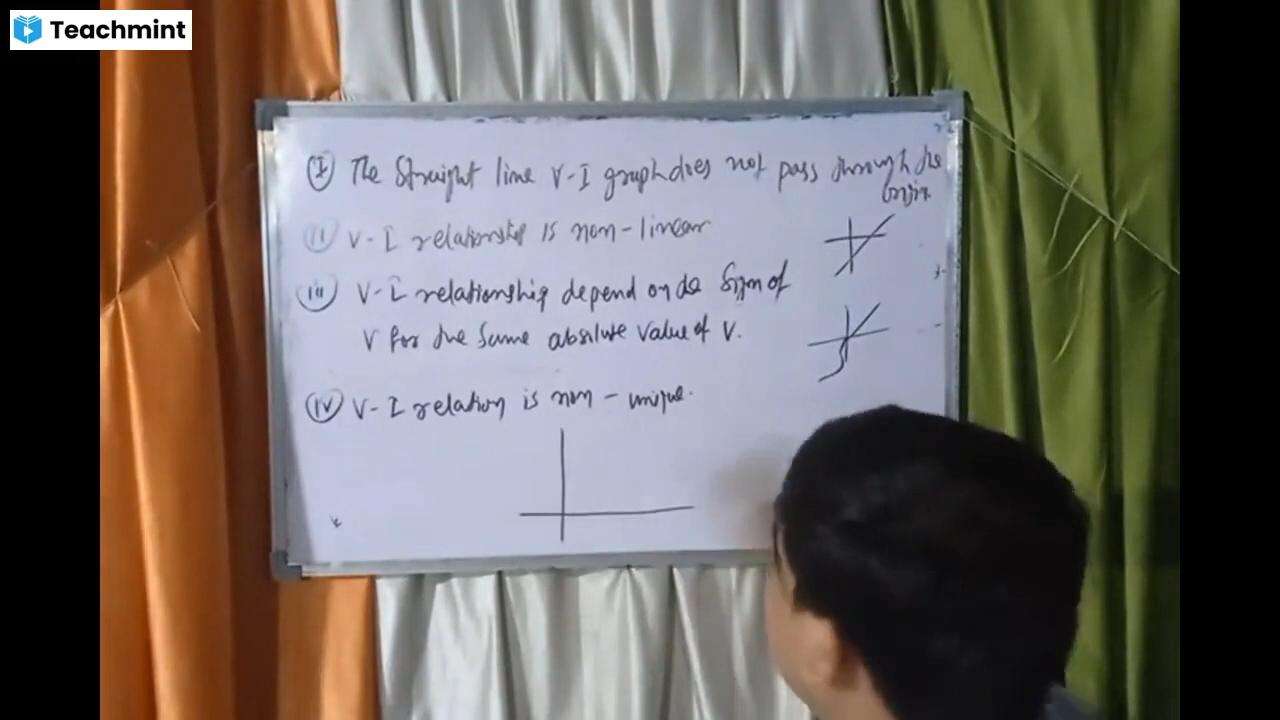 Teachmint
(I) The Straight line V-I graph does not pass through the
Origin
(II) V-I relationship is non-linear
(III) V-I relationship depend on the Sign of
V for the Same absolute value of V.
(IV) V-I relation is non-unique.